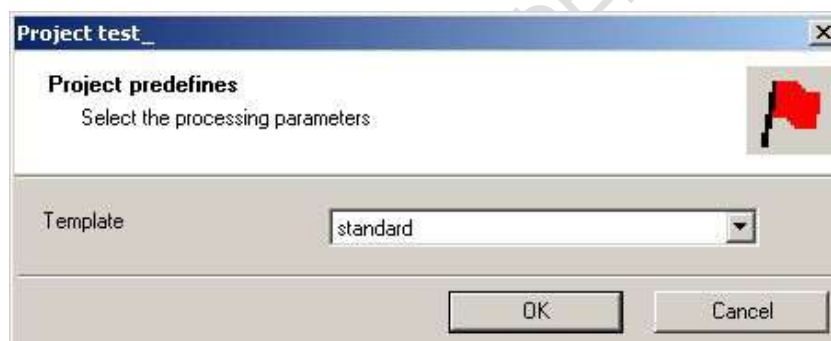 Project test_
Project predefines
Select the processing parameters
Template
standard
OK
Cancel